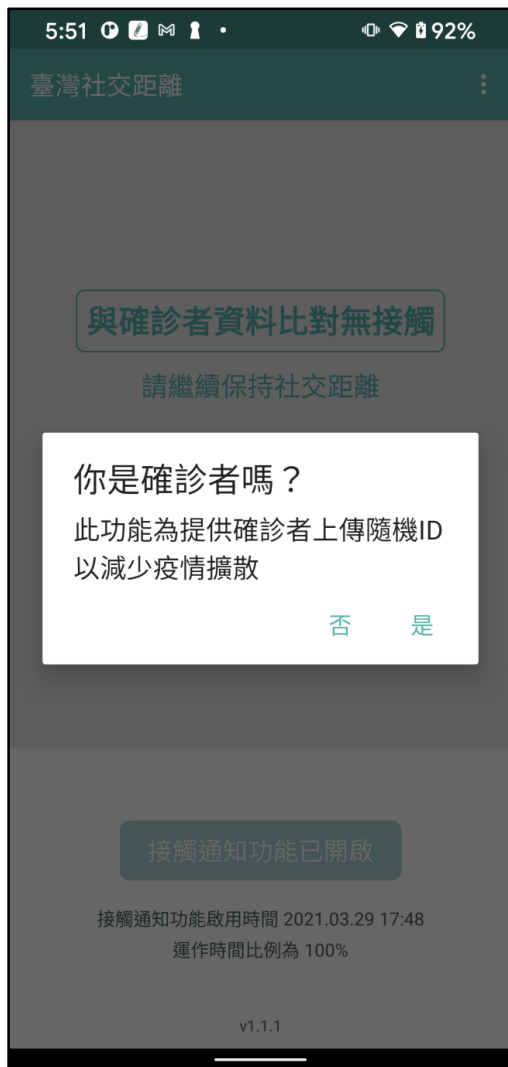 5:51
92%
臺灣社交距離
與確診者資料比對無接觸
請繼續保持社交距離
你是確診者嗎？
此功能為提供確診者上傳隨機ID
以減少疫情擴散
否 是
接觸通知功能已開啟
接觸通知功能啟用時間 2021.03.29 17:48
運作時間比例為 100%
v1.1.1